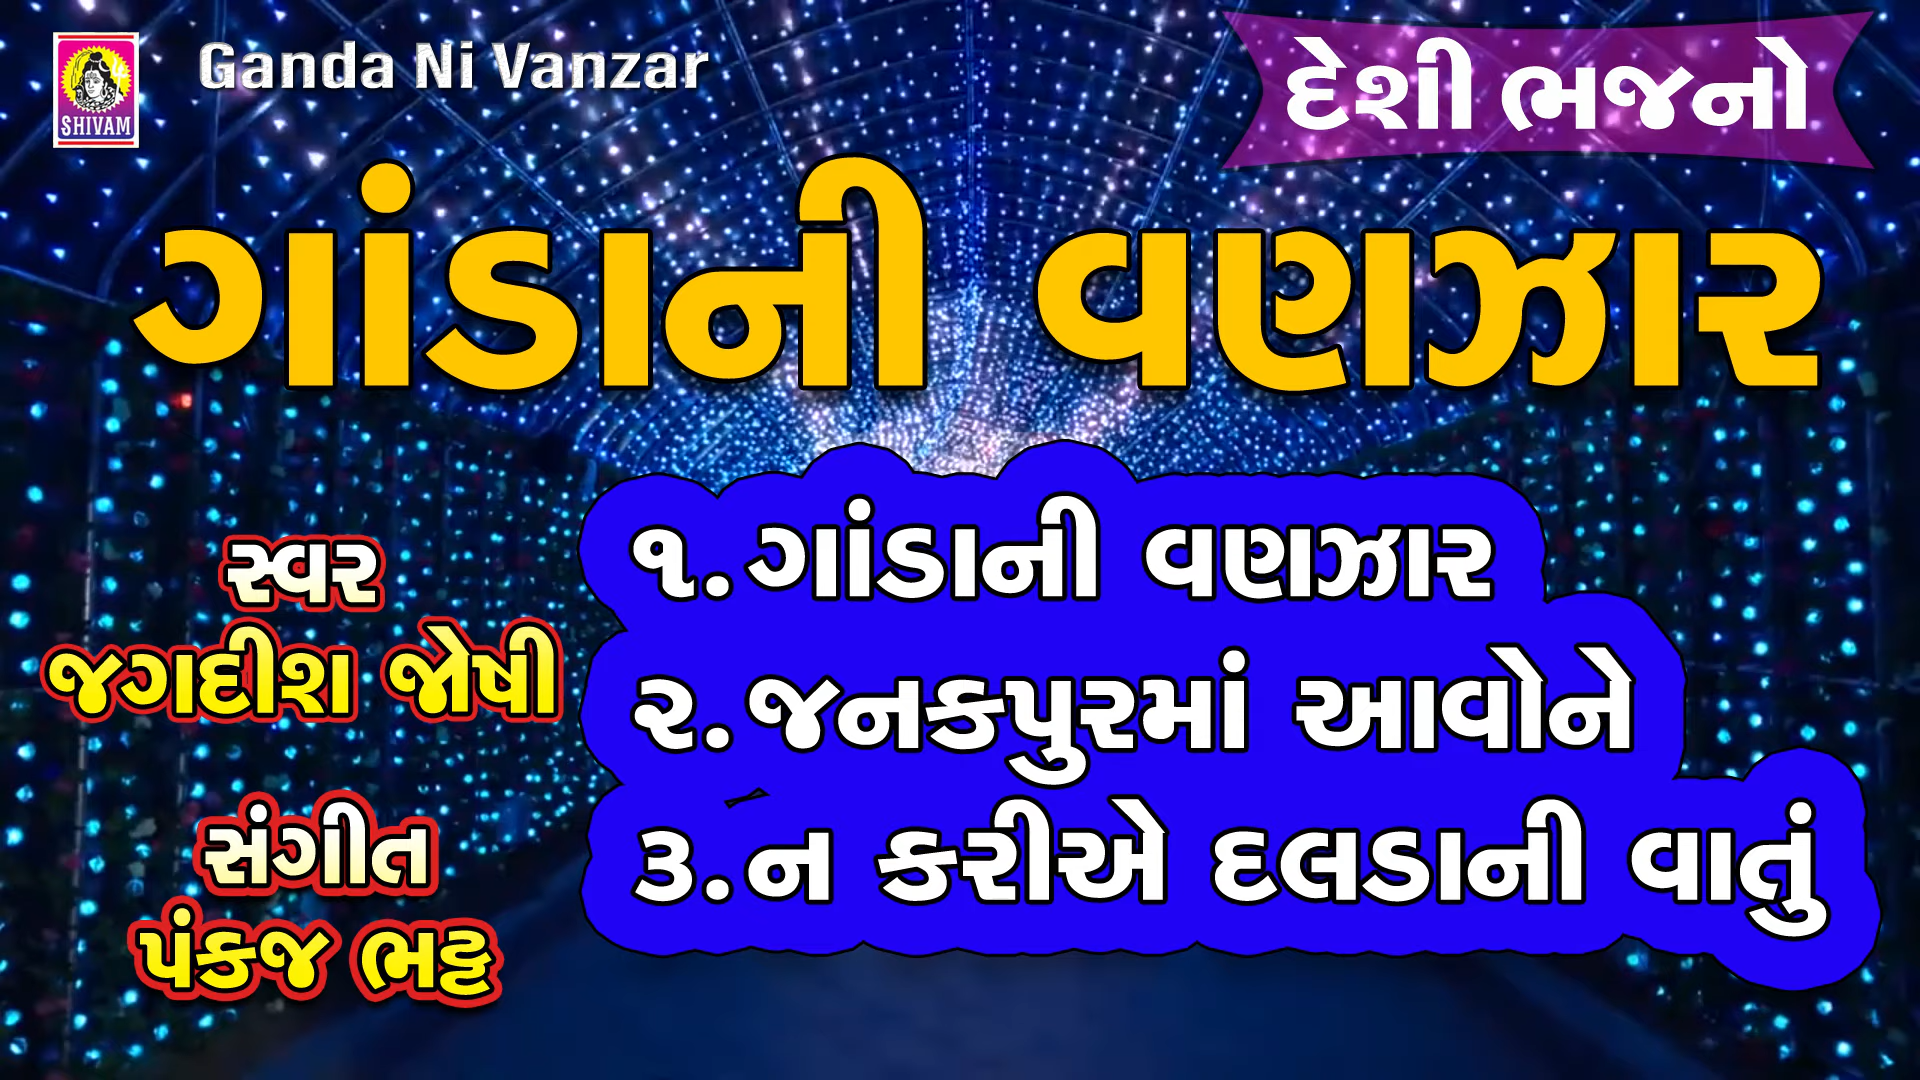 SHIVAM
Ganda Ni Vanzar
દેશી ભજનો
ગાંડાની વણઝાર
સ્વર
જગદીશ જોષી
સંગીત
પંકજ ભટ્ટ
૧. ગાંડાની વણઝાર
૨. જનકપુરમાં આવોને
૩. ન કરીએ દલડાની વાતું